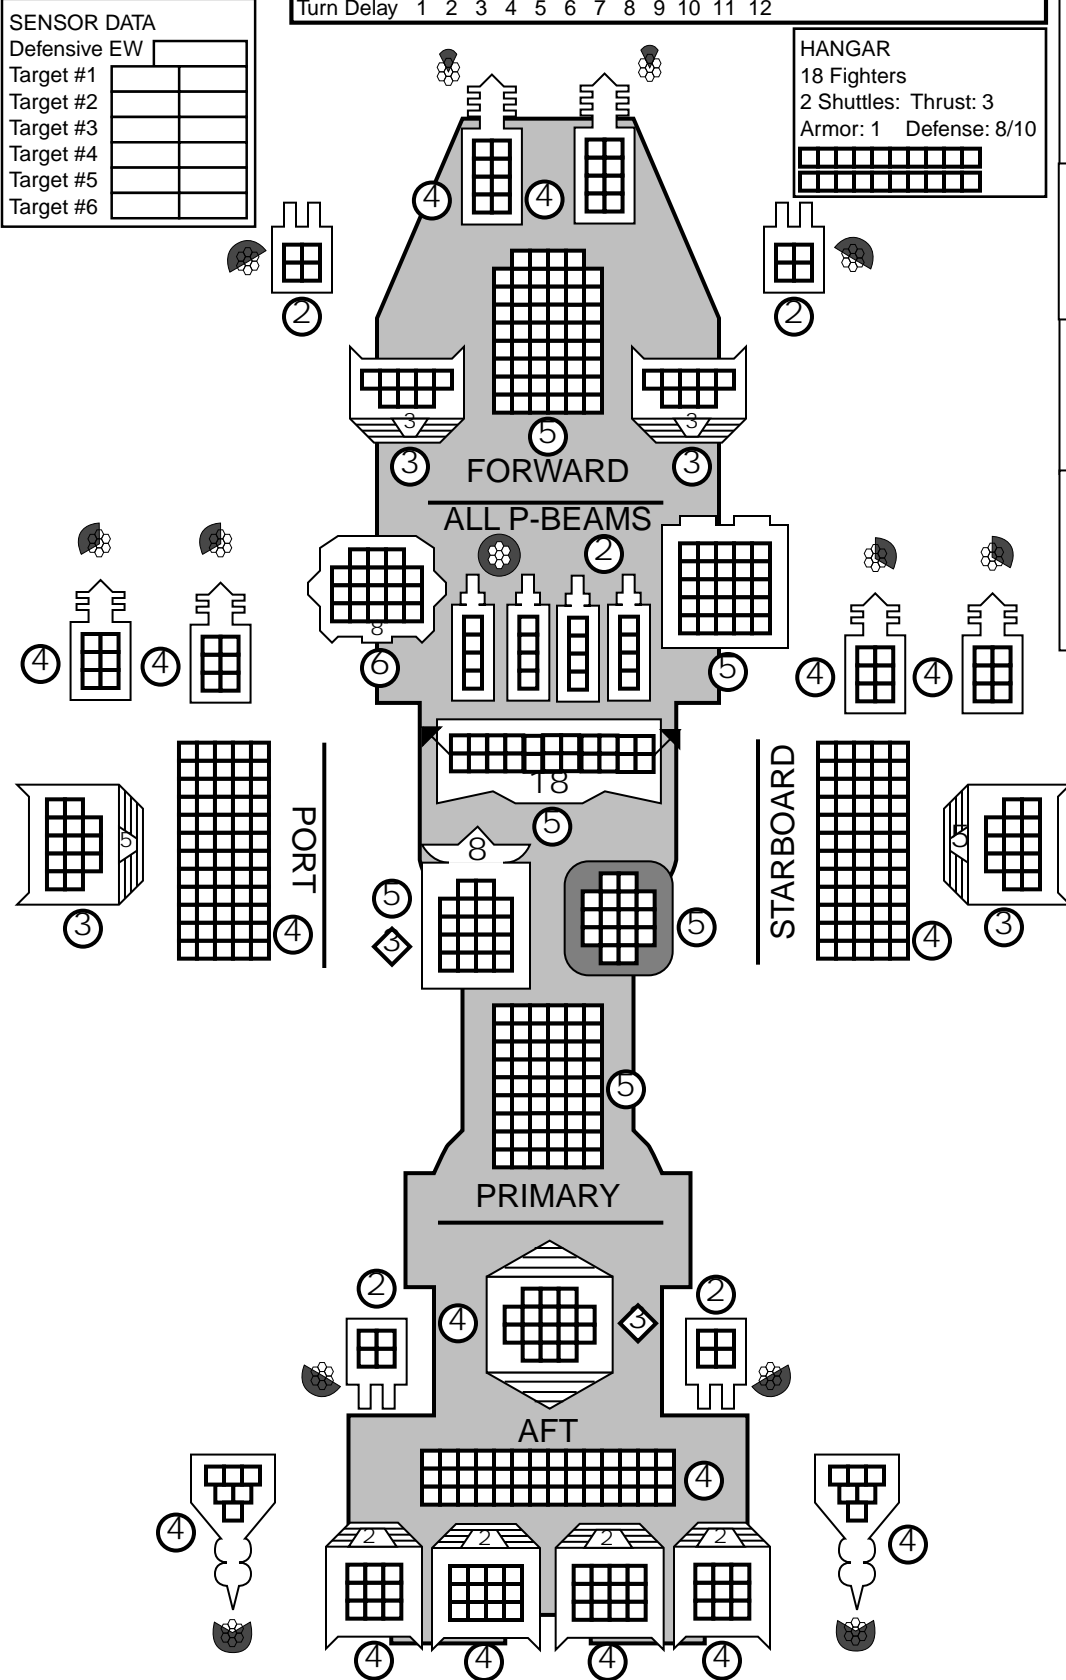 Turn Delay 1 2 3 4 5 6 7 8 9 10 11 12
SENSOR DATA
Defensive EW
Target #1
Target #2
Target #3
Target #4
Target #5
Target #6
HANGAR
18 Fighters
2 Shuttles: Thrust: 3
Armor: 1 Defense: 8/10
4 4
2 2
3 3
5
3 3
FORWARD
ALL P-BEAMS
2
8
6 5
4 4 4 4
18
5
PORT
STARBOARD
5 5
8
3 3
5
4 4
3
5
5
PRIMARY
2 2
4 3
AFT
4
4 4
2 2 2 2
4 4 4 4